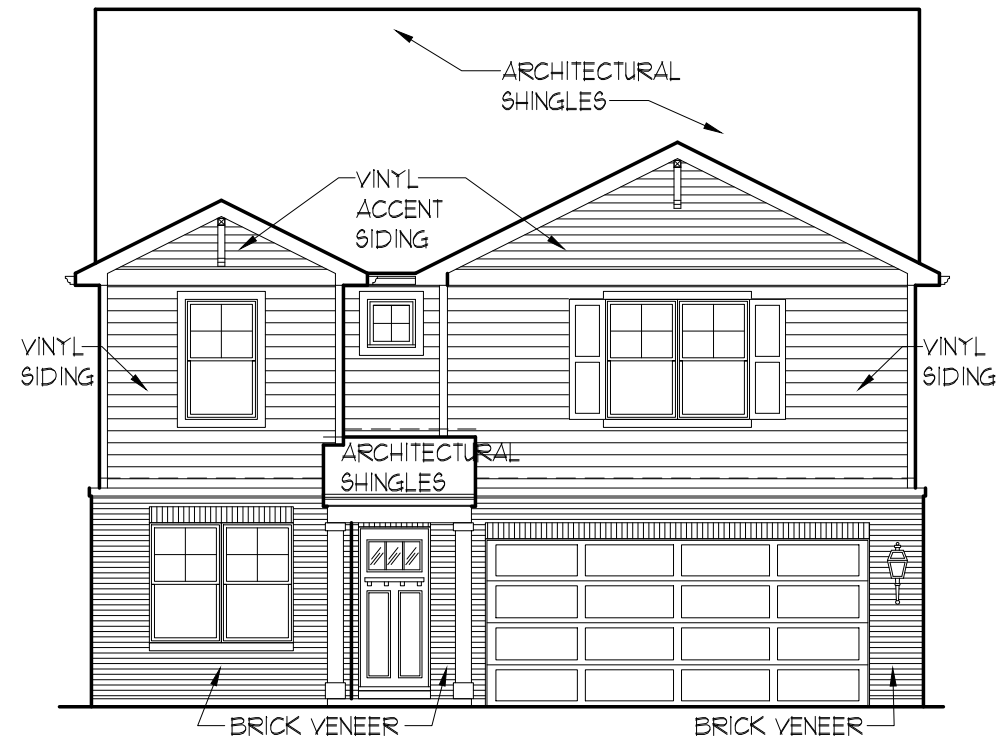 ARCHITECTURAL
SHINGLES
VINYL
ACCENT
SIDING
VINYL
SIDING
VINYL
SIDING
ARCHITECTURAL
SHINGLES
BRICK VENEER
BRICK VENEER